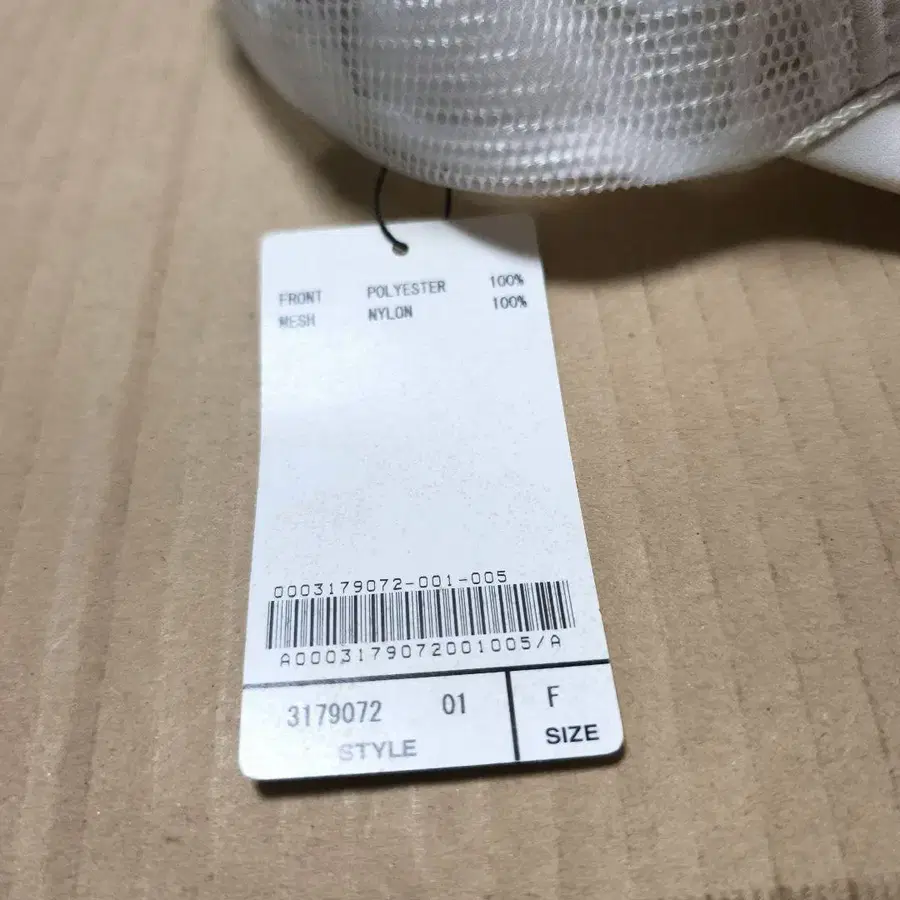 FRONT POLYESTER 100%
MESH NYLON 100%
0003179072-001-005
A0003179072001005/A
3179072 01 F
STYLE SIZE